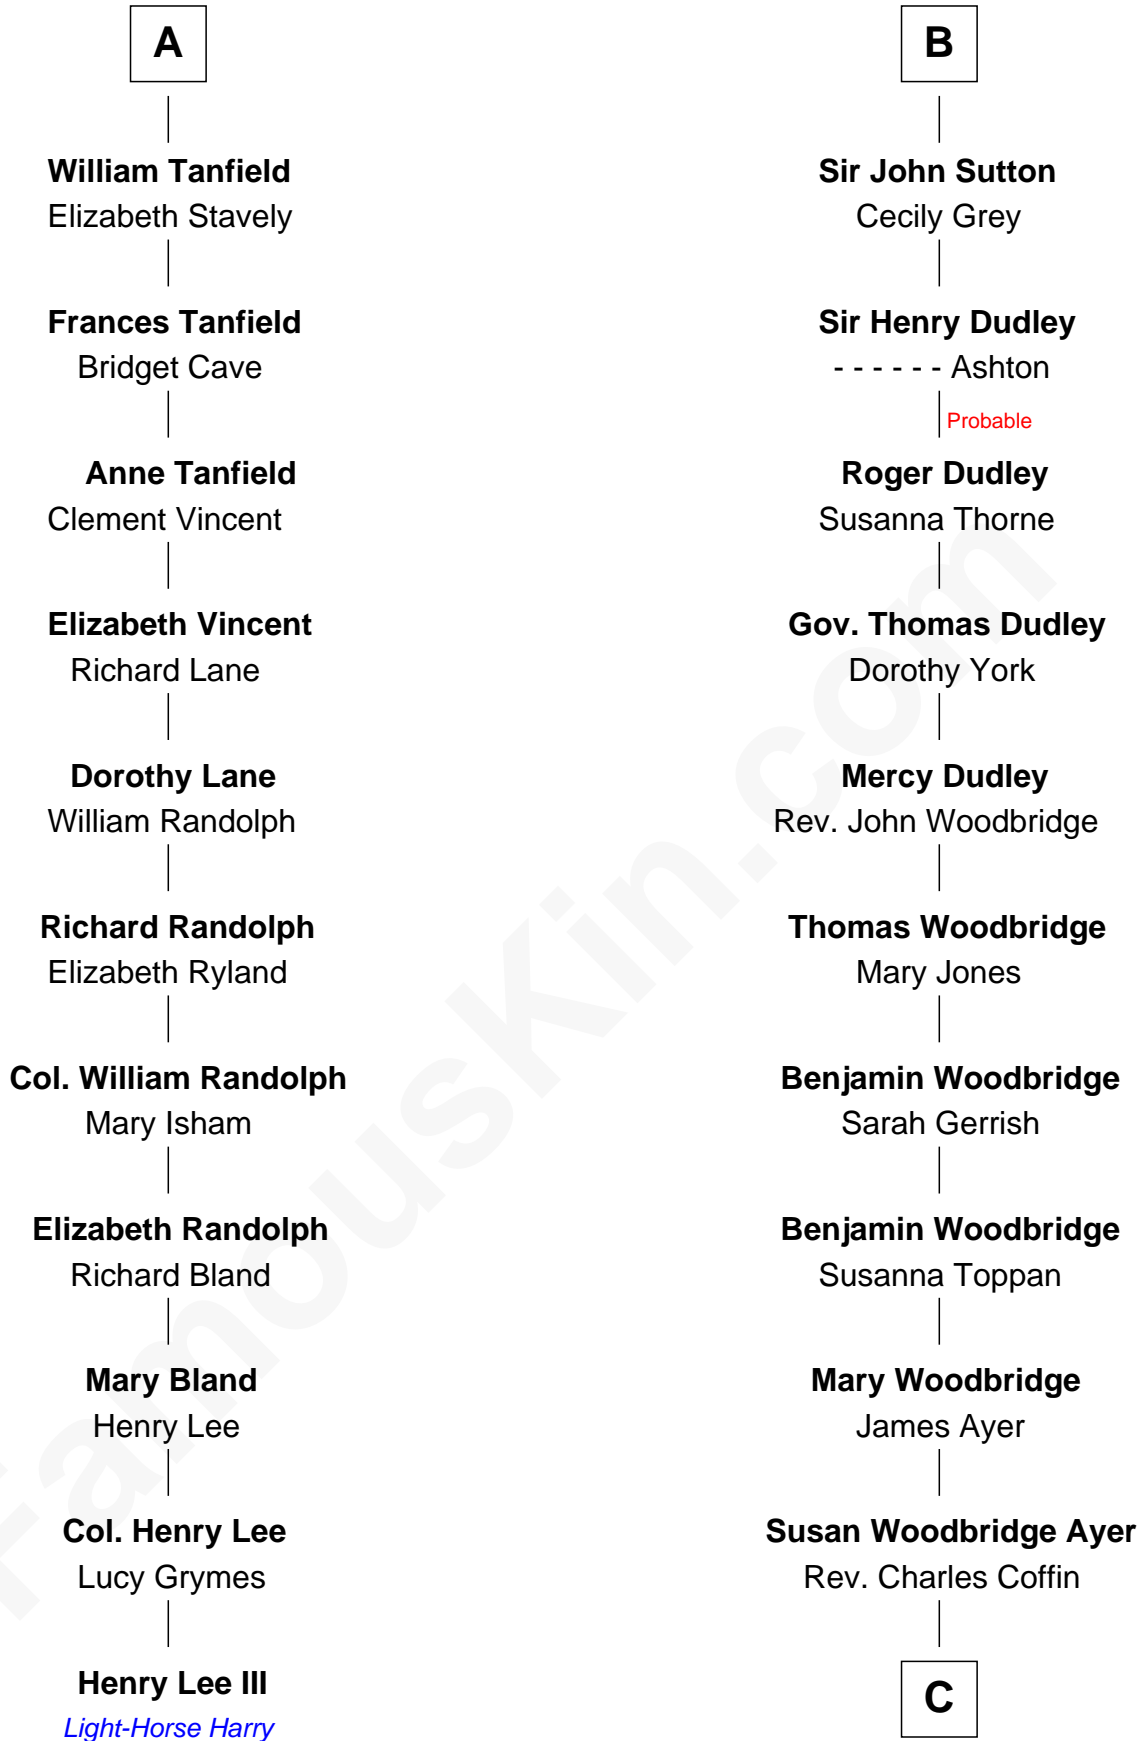 A
William Tanfield
Elizabeth Stavely
Frances Tanfield
Bridget Cave
Anne Tanfield
Clement Vincent
Elizabeth Vincent
Richard Lane
Dorothy Lane
William Randolph
Richard Randolph
Elizabeth Ryland
Col. William Randolph
Mary Isham
Elizabeth Randolph
Richard Bland
Mary Bland
Henry Lee
Col. Henry Lee
Lucy Grymes
Henry Lee III
Light-Horse Harry
B
Sir John Sutton
Cecily Grey
Sir Henry Dudley
- - - - - - Ashton
Probable
Roger Dudley
Susanna Thorne
Gov. Thomas Dudley
Dorothy York
Mercy Dudley
Rev. John Woodbridge
Thomas Woodbridge
Mary Jones
Benjamin Woodbridge
Sarah Gerrish
Benjamin Woodbridge
Susanna Toppan
Mary Woodbridge
James Ayer
Susan Woodbridge Ayer
Rev. Charles Coffin
C
FamousKin.com